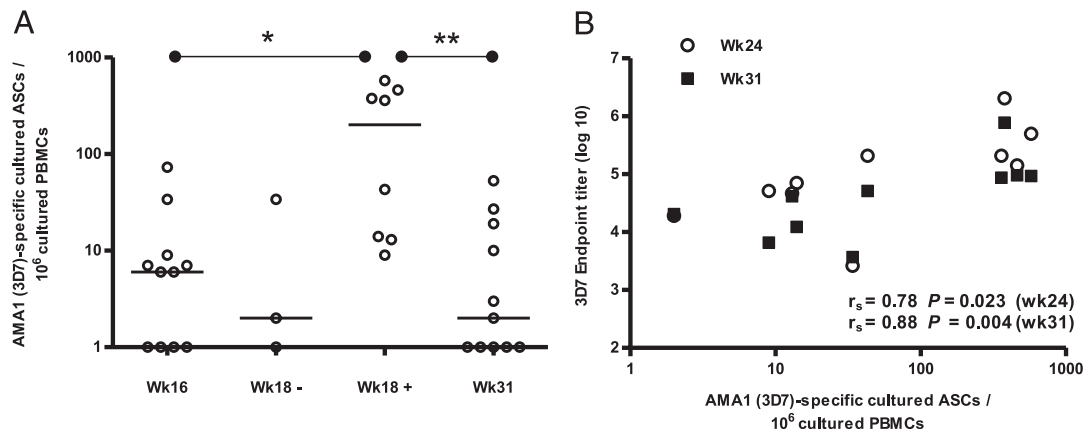 A
AMA1 (3D7)-specific cultured ASCs /
10⁶ cultured PBMCs
1000
100
10
1
*
**
Wk16
Wk18 -
Wk18 +
Wk31
B
Wk24
Wk31
3D7 Endpoint titer (log 10)
7
6
5
4
3
2
rₛ = 0.78 P = 0.023 (wk24)
rₛ = 0.88 P = 0.004 (wk31)
1
10
100
1000
AMA1 (3D7)-specific cultured ASCs /
10⁶ cultured PBMCs